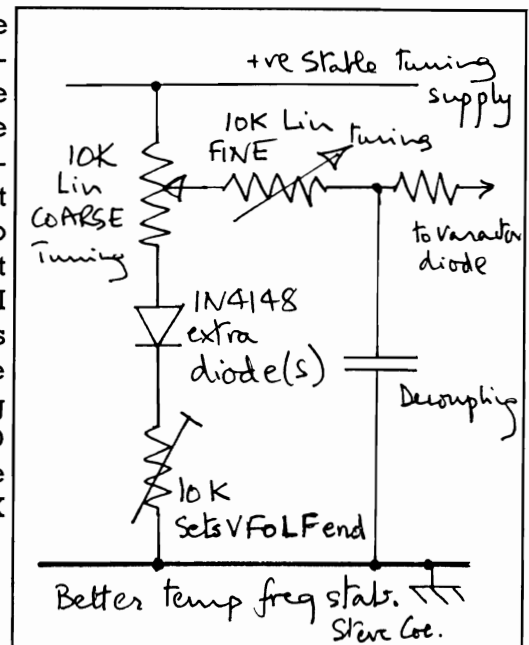 +ve Stable Tuning
supply
10K Lin
FINE
tuning
10K
Lin
COARSE
Tuning
to varactor
diode
1N4148
extra
diode(s)
Decoupling
10K
Sets VFO LF end
Better temp freq stab.
Steve Coe.